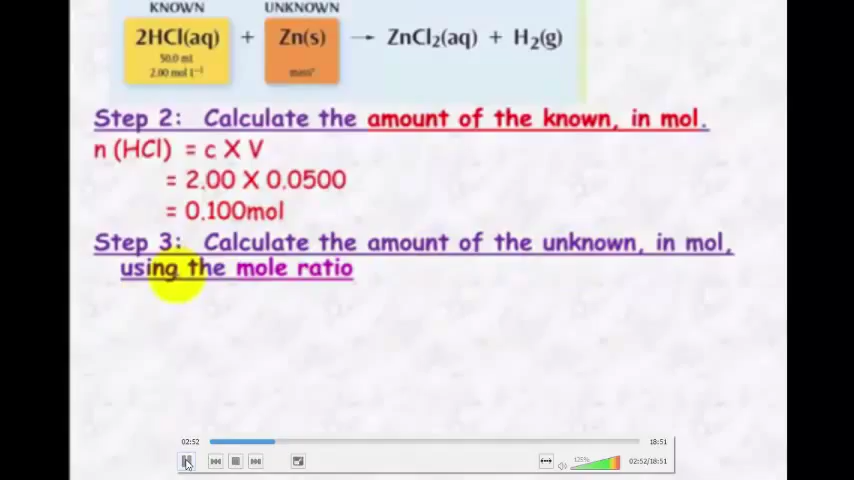 KNOWN UNKNOWN
2HCl(aq) + Zn(s) → ZnCl₂(aq) + H₂(g)
50.0 ml
2.00 mol l⁻¹
Step 2: Calculate the amount of the known, in mol.
n (HCl) = c X V
= 2.00 X 0.0500
= 0.100mol
Step 3: Calculate the amount of the unknown, in mol,
using the mole ratio
02:52 18:51
125% 02:52/18:51